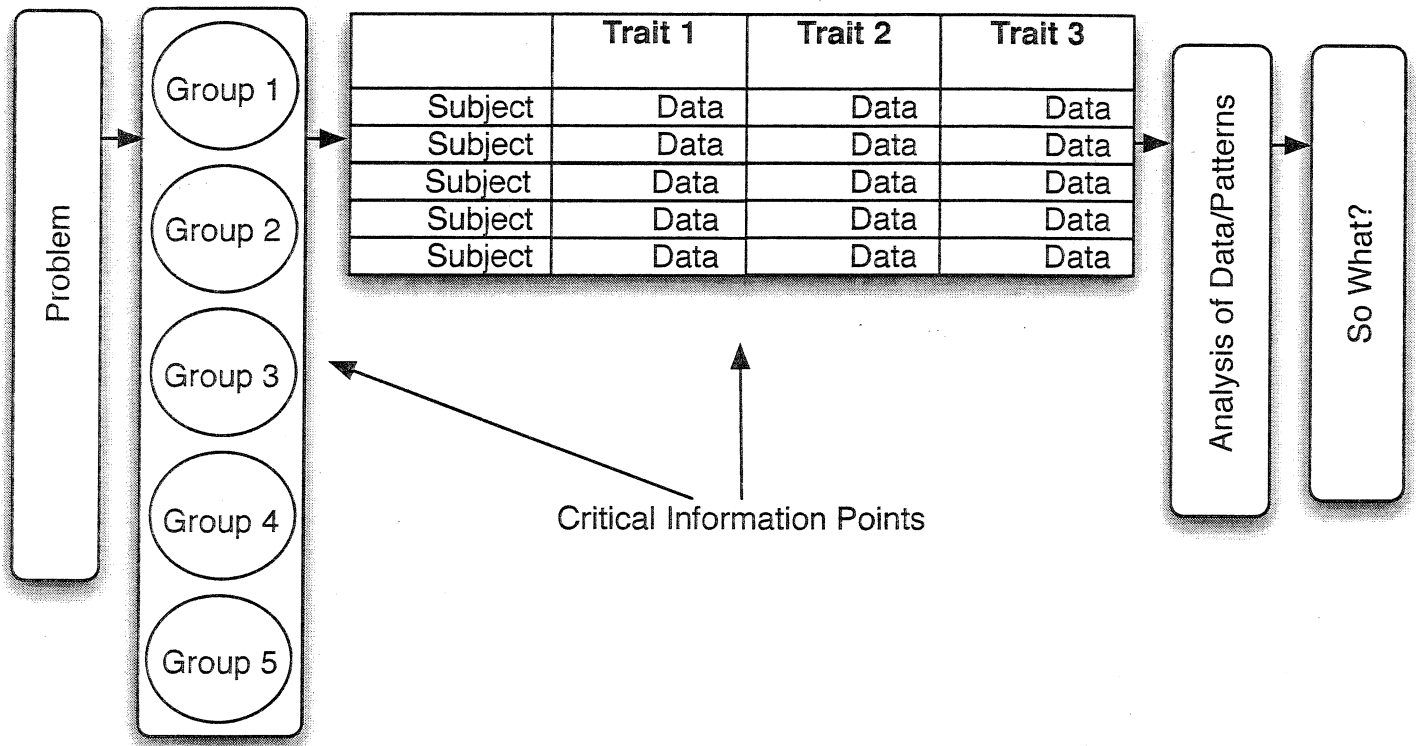 Problem
Group 1
Group 2
Group 3
Group 4
Group 5
Trait 1 Trait 2 Trait 3
Subject Data Data Data
Subject Data Data Data
Subject Data Data Data
Subject Data Data Data
Subject Data Data Data
Analysis of Data/Patterns
So What?
Critical Information Points